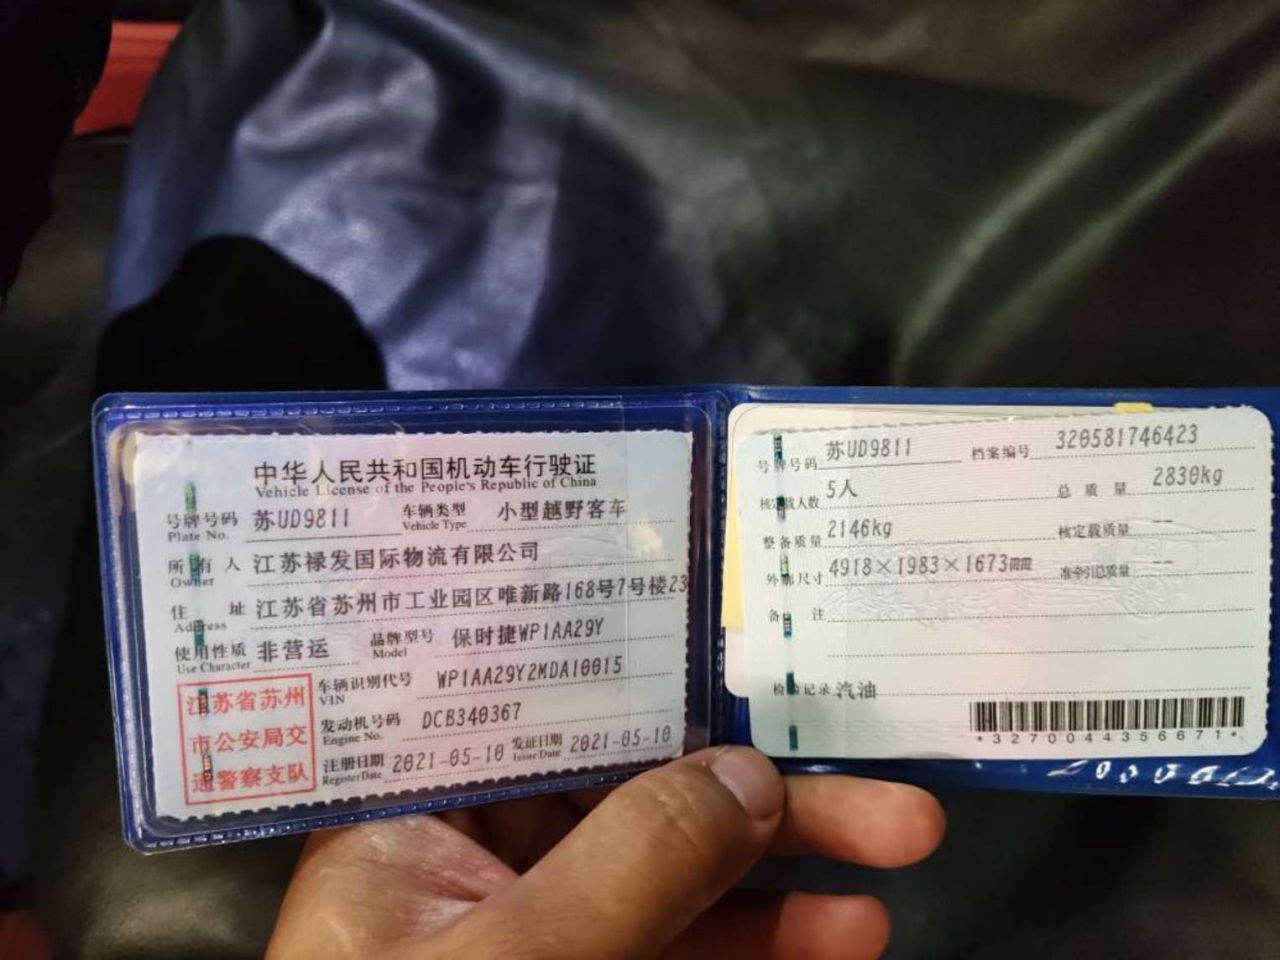 中华人民共和国机动车行驶证
Vehicle License of the People's Republic of China
号牌号码 苏UD9811 车辆类型 小型越野客车
Plate No. Vehicle Type
所有人 江苏禄发国际物流有限公司
Owner
住址 江苏省苏州市工业园区唯新路168号7号楼23
Address
使用性质 非营运 品牌型号 保时捷WP1AA29Y
Use Character Model
车辆识别代号 WP1AA29Y2MDA10015
VIN
发动机号码 DCB340367
Engine No.
注册日期 2021-05-10 发证日期 2021-05-10
Register Date Issue Date
江苏省苏州
市公安局交
通警察支队
号牌号码 苏UD9811 档案编号 320581746423
核定载人数 5人 总质量 2830kg
整备质量 2146kg 核定载质量 --
外廓尺寸 4918×1983×1673mm 准牵引总质量 --
备注
检验记录 汽油
*3270044356671*